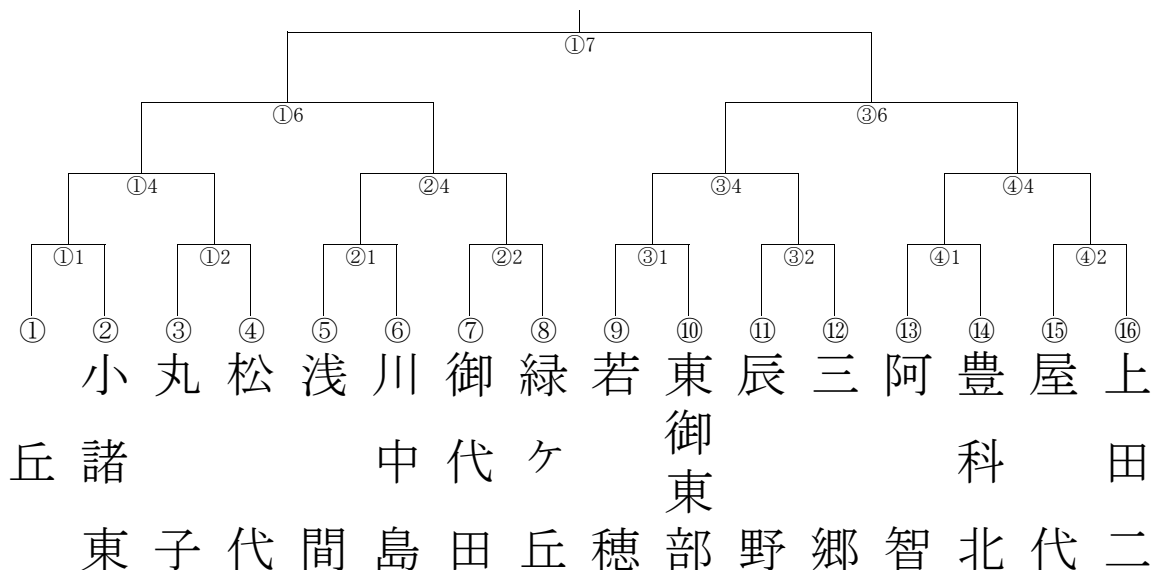 ①7
①6 ③6
①4 ②4 ③4 ④4
①1 ①2 ②1 ②2 ③1 ③2 ④1 ④2
① ② ③ ④ ⑤ ⑥ ⑦ ⑧ ⑨ ⑩ ⑪ ⑫ ⑬ ⑭ ⑮ ⑯
丘
小諸東
丸子
松代
浅間
川中島
御代田
緑ケ丘
若穂
東御東部
辰野
三郷
阿智
豊科北
屋代
上田二